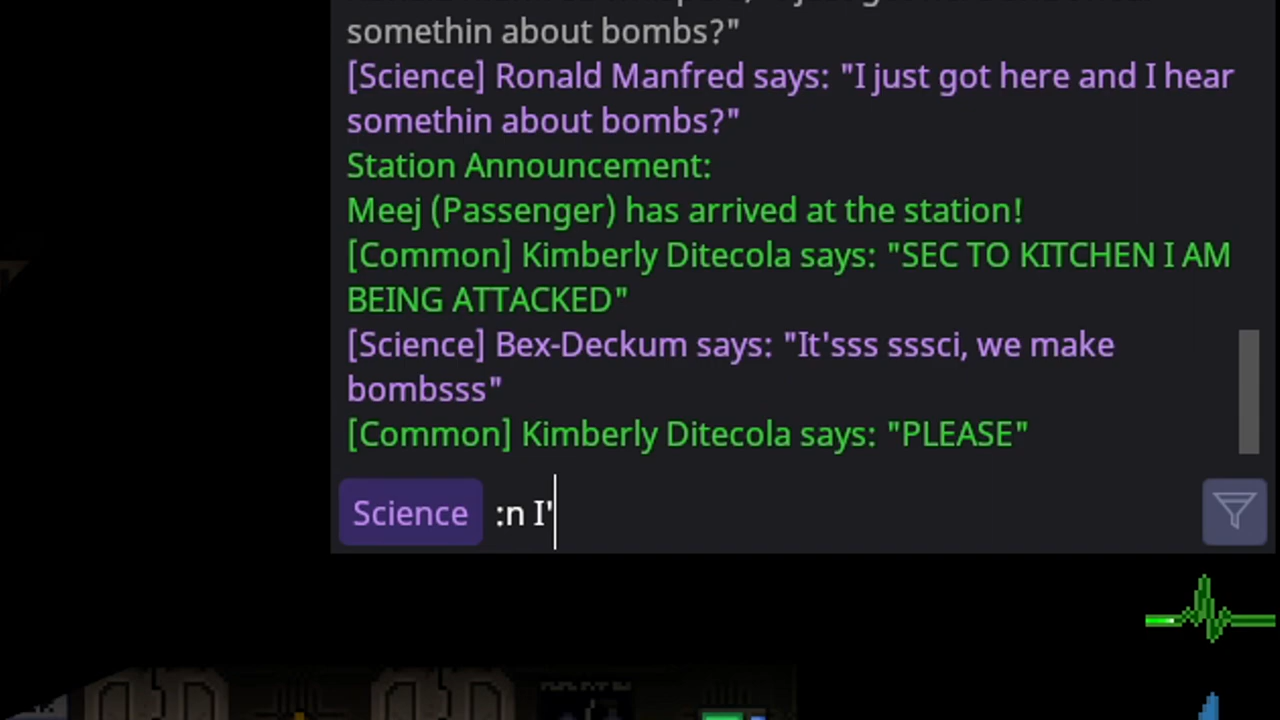 somethin about bombs?"
[Science] Ronald Manfred says: "I just got here and I hear
somethin about bombs?"
Station Announcement:
Meej (Passenger) has arrived at the station!
[Common] Kimberly Ditecola says: "SEC TO KITCHEN I AM
BEING ATTACKED"
[Science] Bex-Deckum says: "It'sss sssci, we make
bombsss"
[Common] Kimberly Ditecola says: "PLEASE"
Science :n I'